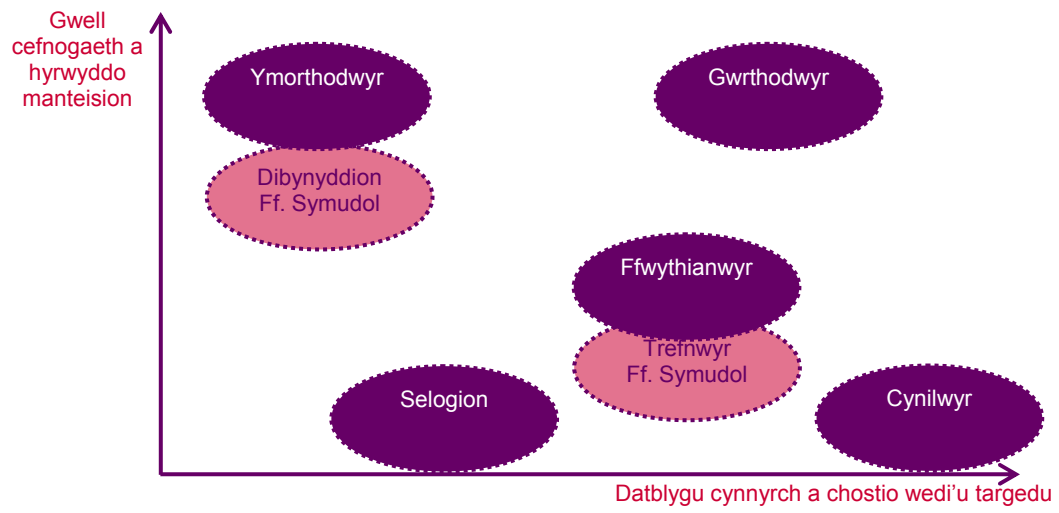 Gwell
cefnogaeth a
hyrwyddo
manteision
Ymorthodwyr
Gwrthodwyr
Dibynyddion
Ff. Symudol
Ffwythianwyr
Trefnwyr
Ff. Symudol
Selogion
Cynilwyr
Datblygu cynnyrch a chostio wedi’u targedu